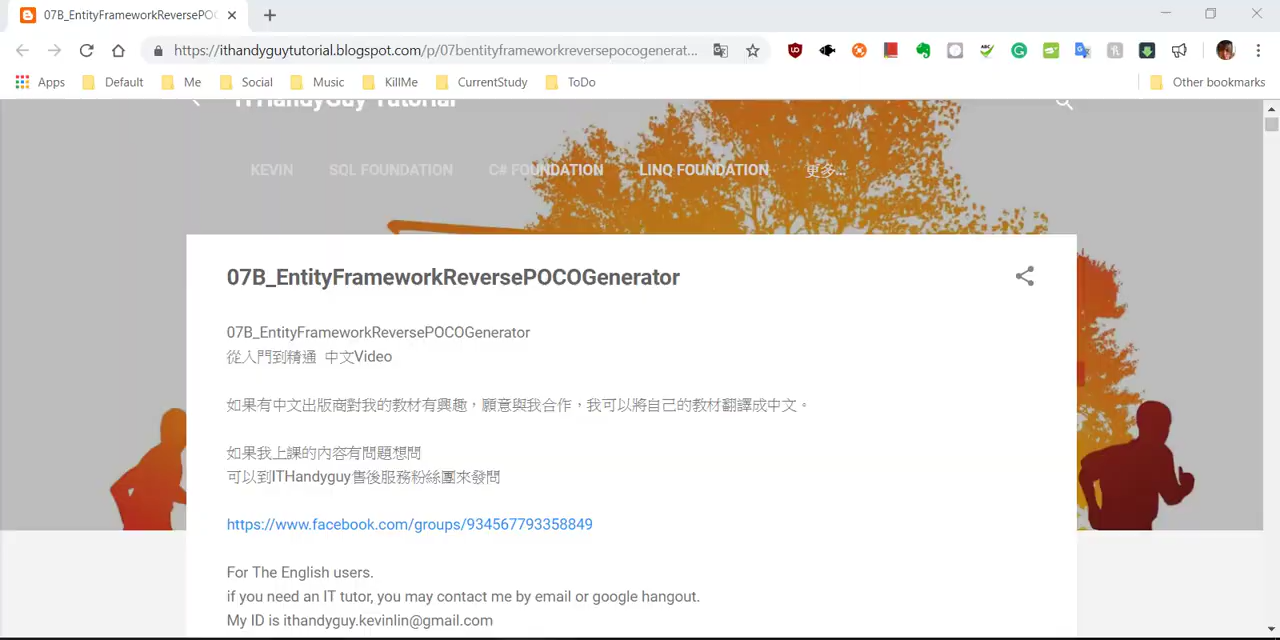 07B_EntityFrameworkReversePOCO
https://ithandyguytutorial.blogspot.com/p/07bentityframeworkreversepocogenerat...
Apps Default Me Social Music KillMe CurrentStudy ToDo Other bookmarks
ITHandyGuy Tutorial
KEVIN SQL FOUNDATION C# FOUNDATION LINQ FOUNDATION 更多...
07B_EntityFrameworkReversePOCOGenerator
07B_EntityFrameworkReversePOCOGenerator
從入門到精通 中文Video
如果有中文出版商對我的教材有興趣，願意與我合作，我可以將自己的教材翻譯成中文。
如果我上課的內容有問題想問
可以到ITHandyguy售後服務粉絲團來發問
https://www.facebook.com/groups/934567793358849
For The English users.
if you need an IT tutor, you may contact me by email or google hangout.
My ID is ithandyguy.kevinlin@gmail.com